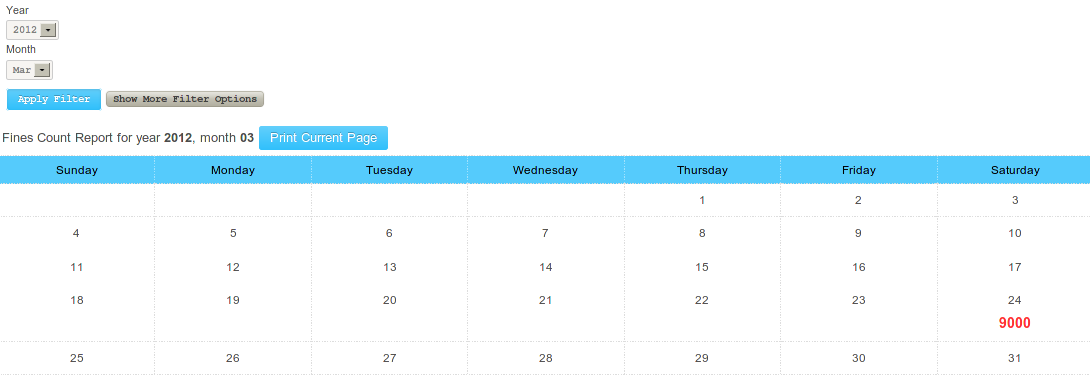 Year
2012
Month
Mar
Apply Filter Show More Filter Options
Fines Count Report for year 2012, month 03 Print Current Page
Sunday Monday Tuesday Wednesday Thursday Friday Saturday
1 2 3
4 5 6 7 8 9 10
11 12 13 14 15 16 17
18 19 20 21 22 23 24
9000
25 26 27 28 29 30 31